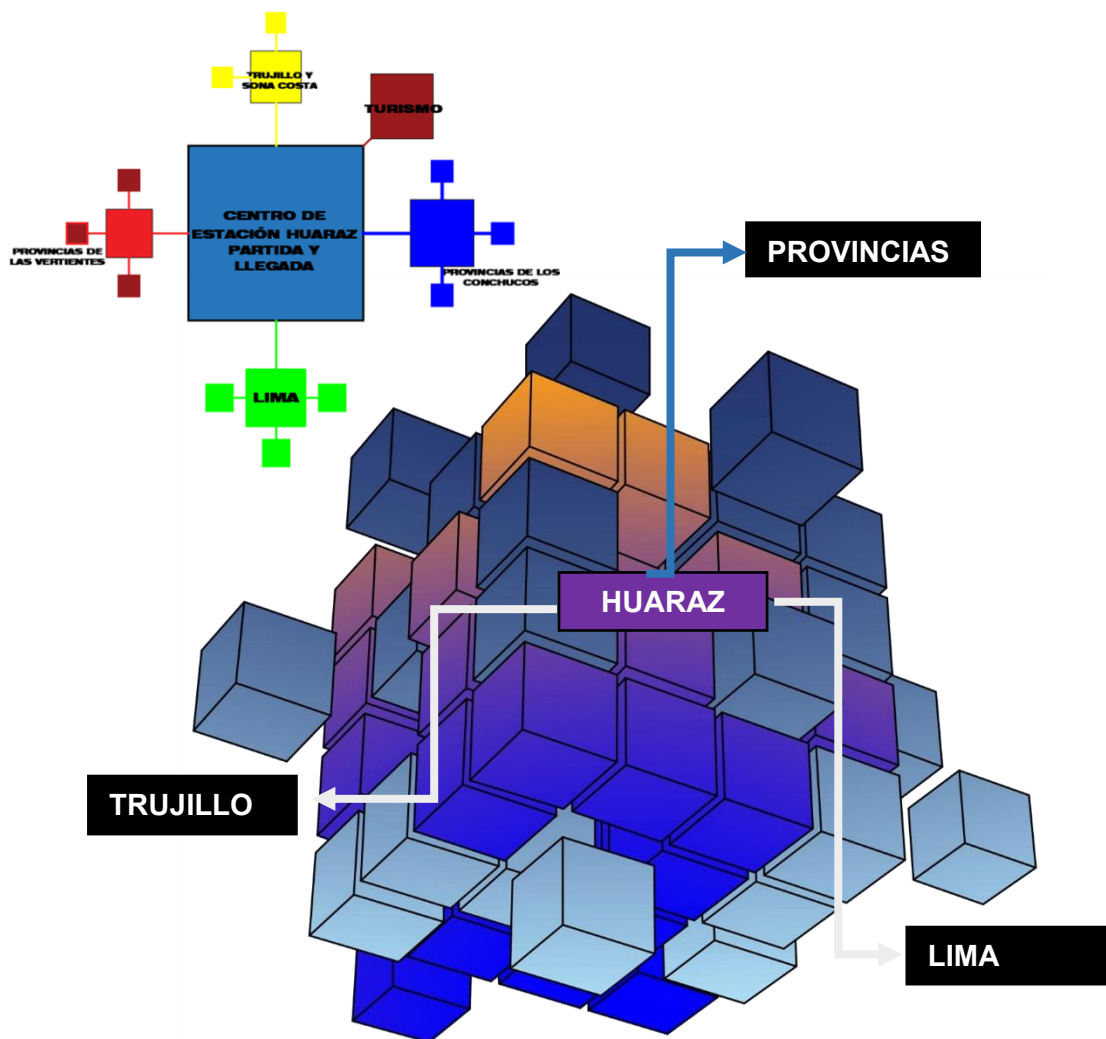 TRUJILLO Y
SONA COSTA
TURISMO
CENTRO DE
ESTACIÓN HUARAZ
PARTIDA Y
LLEGADA
PROVINCIAS DE
LAS VERTIENTES
PROVINCIAS DE LOS
CONCHUCOS
LIMA
PROVINCIAS
HUARAZ
TRUJILLO
LIMA